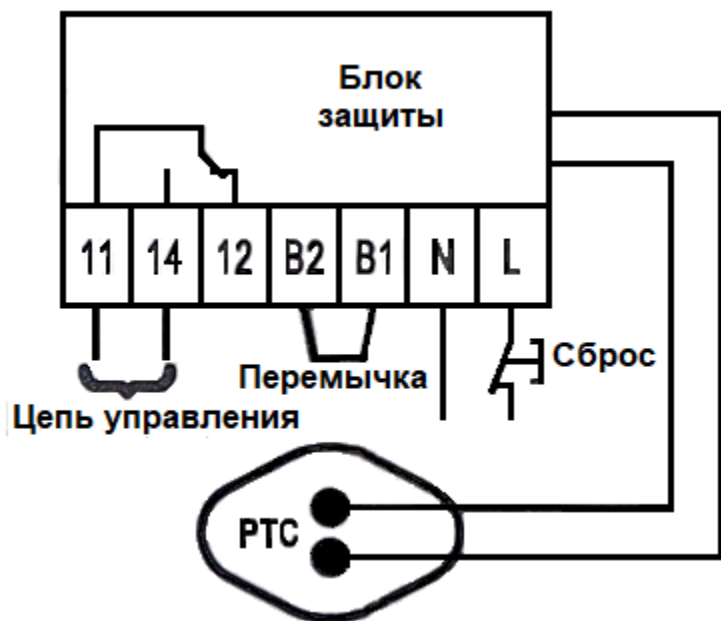 Блок
защиты
11 14 12 B2 B1 N L
Сброс
Перемычка
Цепь управления
PTC